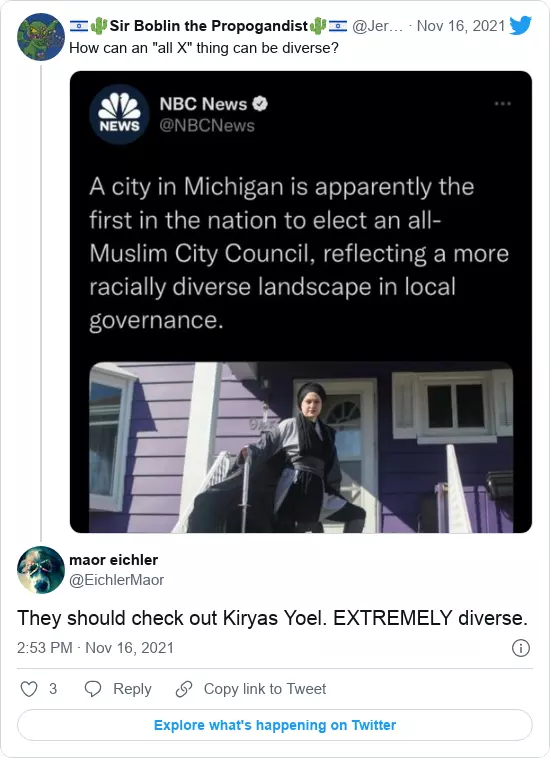 Sir Boblin the Propogandist @Jer... · Nov 16, 2021
How can an "all X" thing can be diverse?
NBC News
NEWS
@NBCNews
A city in Michigan is apparently the
first in the nation to elect an all-
Muslim City Council, reflecting a more
racially diverse landscape in local
governance.
maor eichler
@EichlerMaor
They should check out Kiryas Yoel. EXTREMELY diverse.
2:53 PM · Nov 16, 2021
3 Reply Copy link to Tweet
Explore what's happening on Twitter